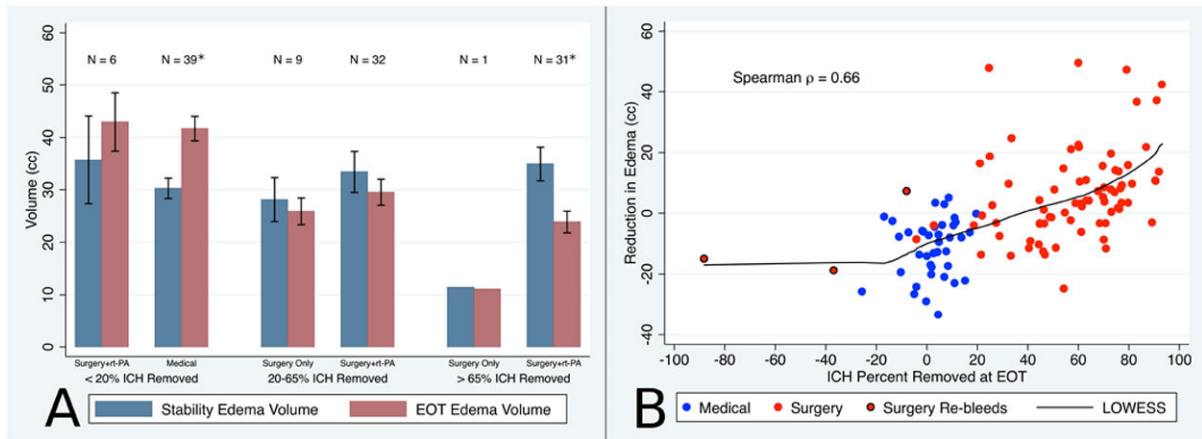 N = 6 N = 39* N = 9 N = 32 N = 1 N = 31*
Volume (cc)
60
50
40
30
20
10
0
Surgery+rt-PA Medical Surgery Only Surgery+rt-PA Surgery Only Surgery+rt-PA
< 20% ICH Removed 20-65% ICH Removed > 65% ICH Removed
A
Stability Edema Volume EOT Edema Volume
Spearman ρ = 0.66
Reduction in Edema (cc)
60
40
20
0
-20
-40
-100 -80 -60 -40 -20 0 20 40 60 80 100
ICH Percent Removed at EOT
B
Medical Surgery Surgery Re-bleeds LOWESS